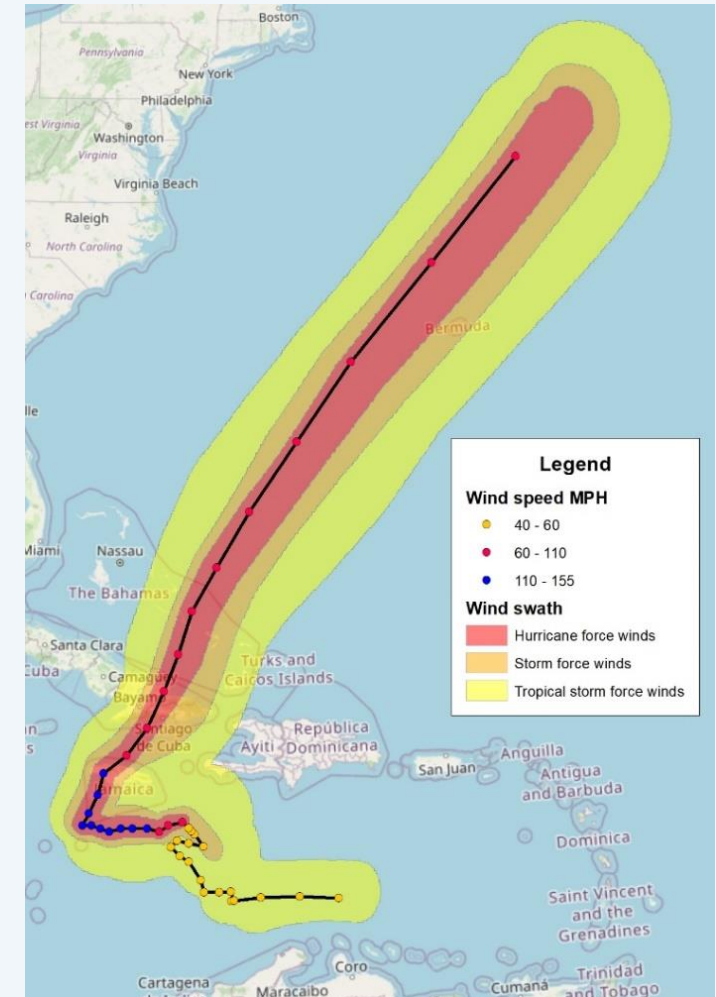 Boston
Pennsylvania
New York
Philadelphia
est Virginia
Washington
Virginia
Virginia Beach
Raleigh
North Carolina
Carolina
Bermuda
lle
Legend
Wind speed MPH
40 - 60
60 - 110
110 - 155
Wind swath
Hurricane force winds
Storm force winds
Tropical storm force winds
Miami
Nassau
The Bahamas
Santa Clara
Cuba
Camaguey
Bayamo
Turks and
Caicos Islands
Santiago
de Cuba
República
Ayiti
Dominicana
San Juan
Anguilla
Antigua
and Barbuda
Jamaica
Dominica
Saint Vincent
and the
Grenadines
Coro
Cartagena
Maracaibo
Cumaná
Trinidad
and Tobago